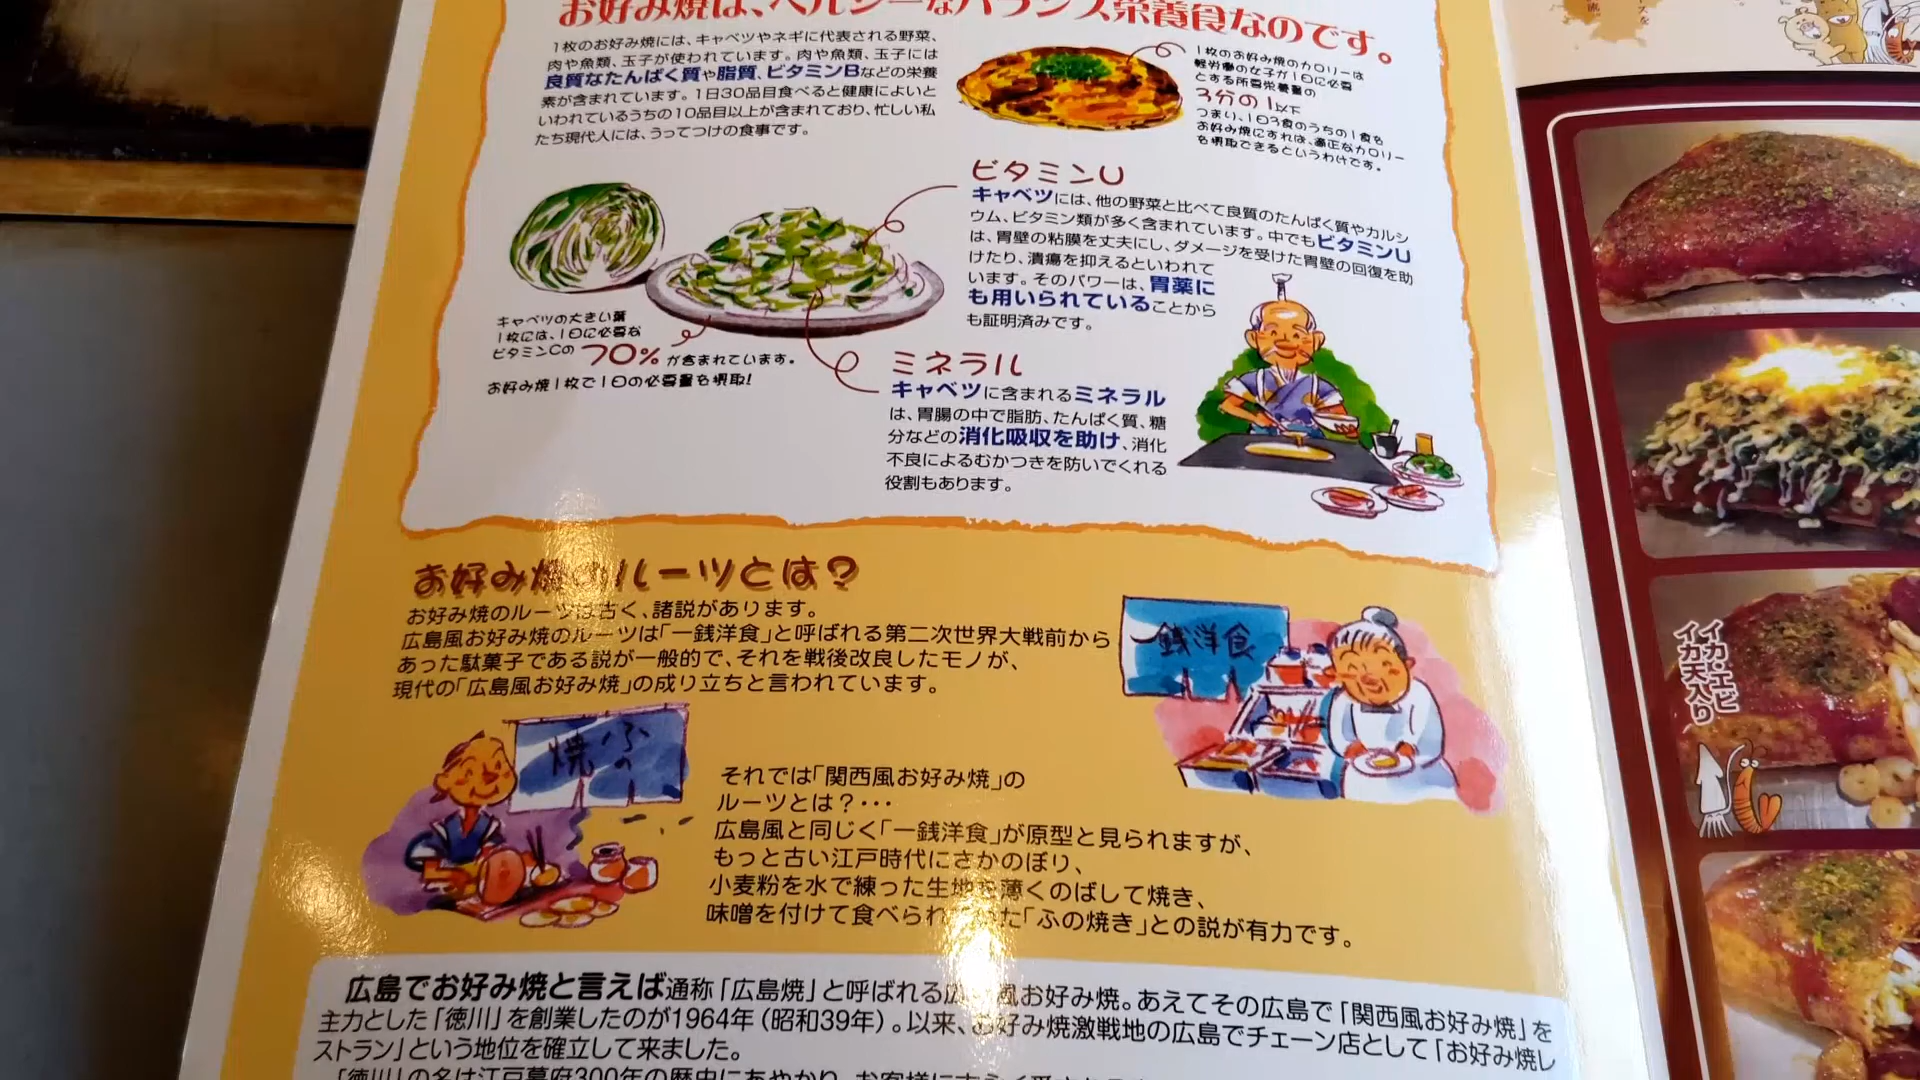 お好み焼は、ヘルシーなバランス栄養食なのです。
1枚のお好み焼には、キャベツやネギに代表される野菜、
肉や魚類、玉子が使われています。肉や魚類、玉子には
良質なたんぱく質や脂質、ビタミンBなどの栄養
素が含まれています。1日30品目食べると健康によいと
いわれているうちの10品目以上が含まれており、忙しい私
たち現代人には、うってつけの食事です。
1枚のお好み焼のカロリーは
軽労働の女子が1日に必要
とする所要栄養量の
3分の1以下
つまり、1日3食のうちの1食を
お好み焼にすれば、適正なカロリー
を摂取できるというわけです。
ビタミンU
キャベツには、他の野菜と比べて良質のたんぱく質やカルシ
ウム、ビタミン類が多く含まれています。中でもビタミンU
は、胃壁の粘膜を丈夫にし、ダメージを受けた胃壁の回復を助
けたり、潰瘍を抑えるといわれて
います。そのパワーは、胃薬に
も用いられていることから
も証明済みです。
キャベツの大きい葉
1枚には、1日に必要な
ビタミンCの70%が含まれています。
お好み焼1枚で1日の必要量を摂取!
ミネラル
キャベツに含まれるミネラル
は、胃腸の中で脂肪、たんぱく質、糖
分などの消化吸収を助け、消化
不良によるむかつきを防いでくれる
役割もあります。
お好み焼のルーツとは?
お好み焼のルーツは古く、諸説があります。
広島風お好み焼のルーツは「一銭洋食」と呼ばれる第二次世界大戦前から
あった駄菓子である説が一般的で、それを戦後改良したモノが、
現代の「広島風お好み焼」の成り立ちと言われています。
一銭洋食
ふの
焼
それでは「関西風お好み焼」の
ルーツとは?・・・
広島風と同じく「一銭洋食」が原型と見られますが、
もっと古い江戸時代にさかのぼり、
小麦粉を水で練った生地を薄くのばして焼き、
味噌を付けて食べられ た「ふの焼き」との説が有力です。
広島でお好み焼と言えば通称「広島焼」と呼ばれる広島風お好み焼。あえてその広島で「関西風お好み焼」を
主力とした「徳川」を創業したのが1964年(昭和39年)。以来、お好み焼激戦地の広島でチェーン店として「お好み焼レ
ストラン」という地位を確立して来ました。
「徳川」の名は江戸幕府300年の歴史にあやかり、お客様に
イカ・エビ
イカ天入り